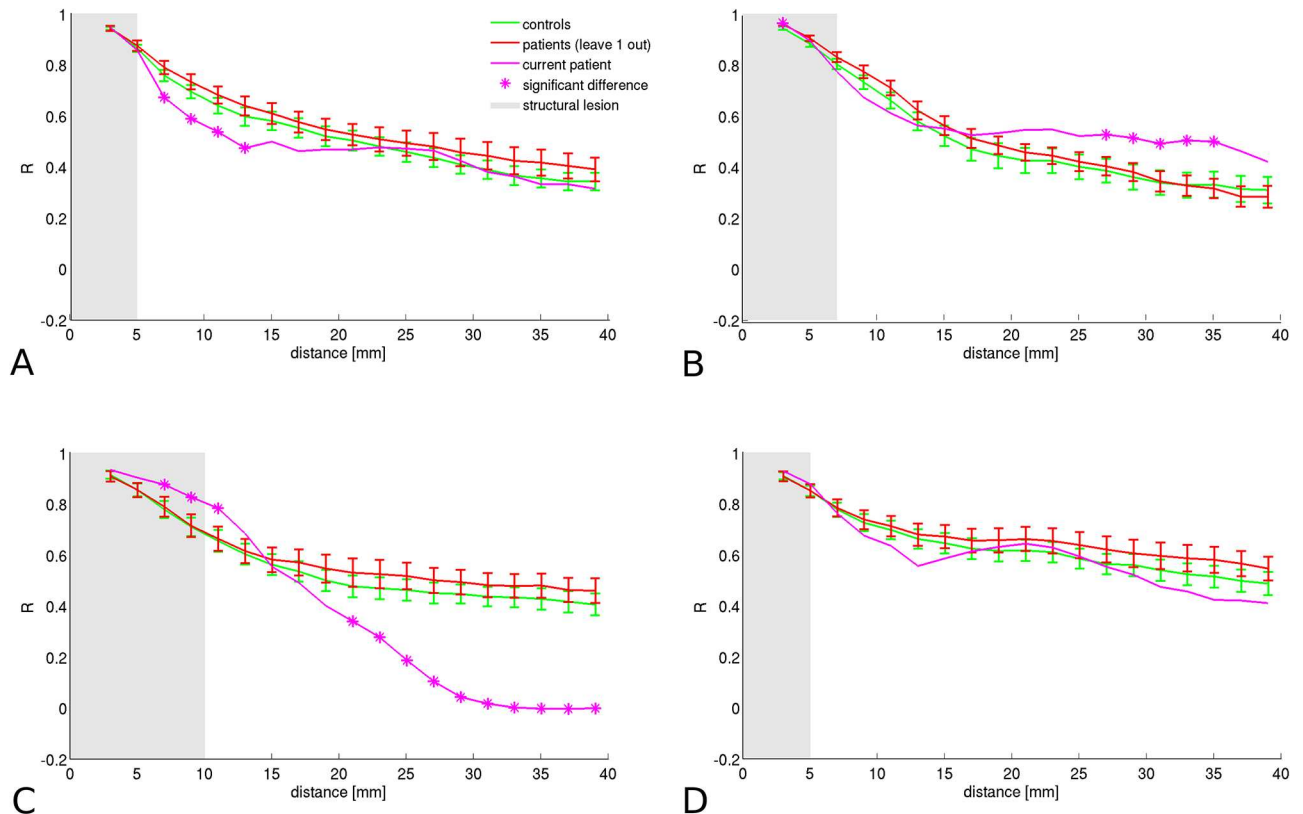 1
0.8
0.6
0.4
0.2
0
-0.2
R
0 5 10 15 20 25 30 35 40
distance [mm]
A
controls
patients (leave 1 out)
current patient
significant difference
structural lesion
1
0.8
0.6
0.4
0.2
0
-0.2
R
0 5 10 15 20 25 30 35 40
distance [mm]
B
1
0.8
0.6
0.4
0.2
0
-0.2
R
0 5 10 15 20 25 30 35 40
distance [mm]
C
1
0.8
0.6
0.4
0.2
0
-0.2
R
0 5 10 15 20 25 30 35 40
distance [mm]
D